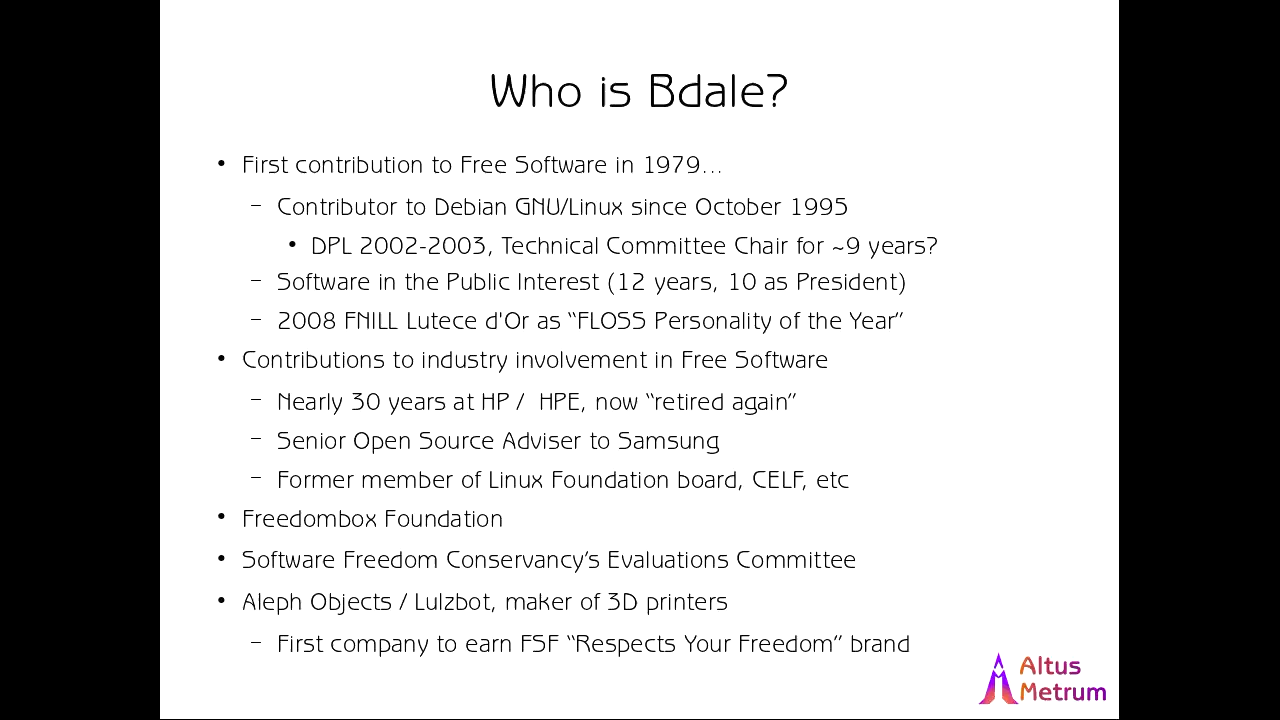 Who is Bdale?
• First contribution to Free Software in 1979...
– Contributor to Debian GNU/Linux since October 1995
• DPL 2002-2003, Technical Committee Chair for ~9 years?
– Software in the Public Interest (12 years, 10 as President)
– 2008 FNILL Lutece d'Or as “FLOSS Personality of the Year”
• Contributions to industry involvement in Free Software
– Nearly 30 years at HP /  HPE, now “retired again”
– Senior Open Source Adviser to Samsung
– Former member of Linux Foundation board, CELF, etc
• Freedombox Foundation
• Software Freedom Conservancy’s Evaluations Committee
• Aleph Objects / Lulzbot, maker of 3D printers
– First company to earn FSF “Respects Your Freedom” brand
Altus
Metrum